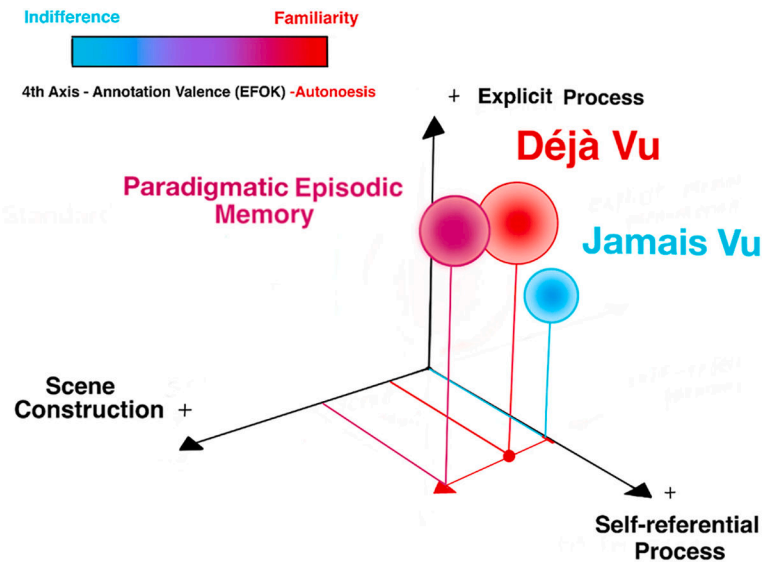 Indifference Familiarity
4th Axis - Annotation Valence (EFOK) -Autonoesis
+ Explicit Process
Déjà Vu
Paradigmatic Episodic
Memory
Jamais Vu
Scene
Construction +
+
Self-referential
Process